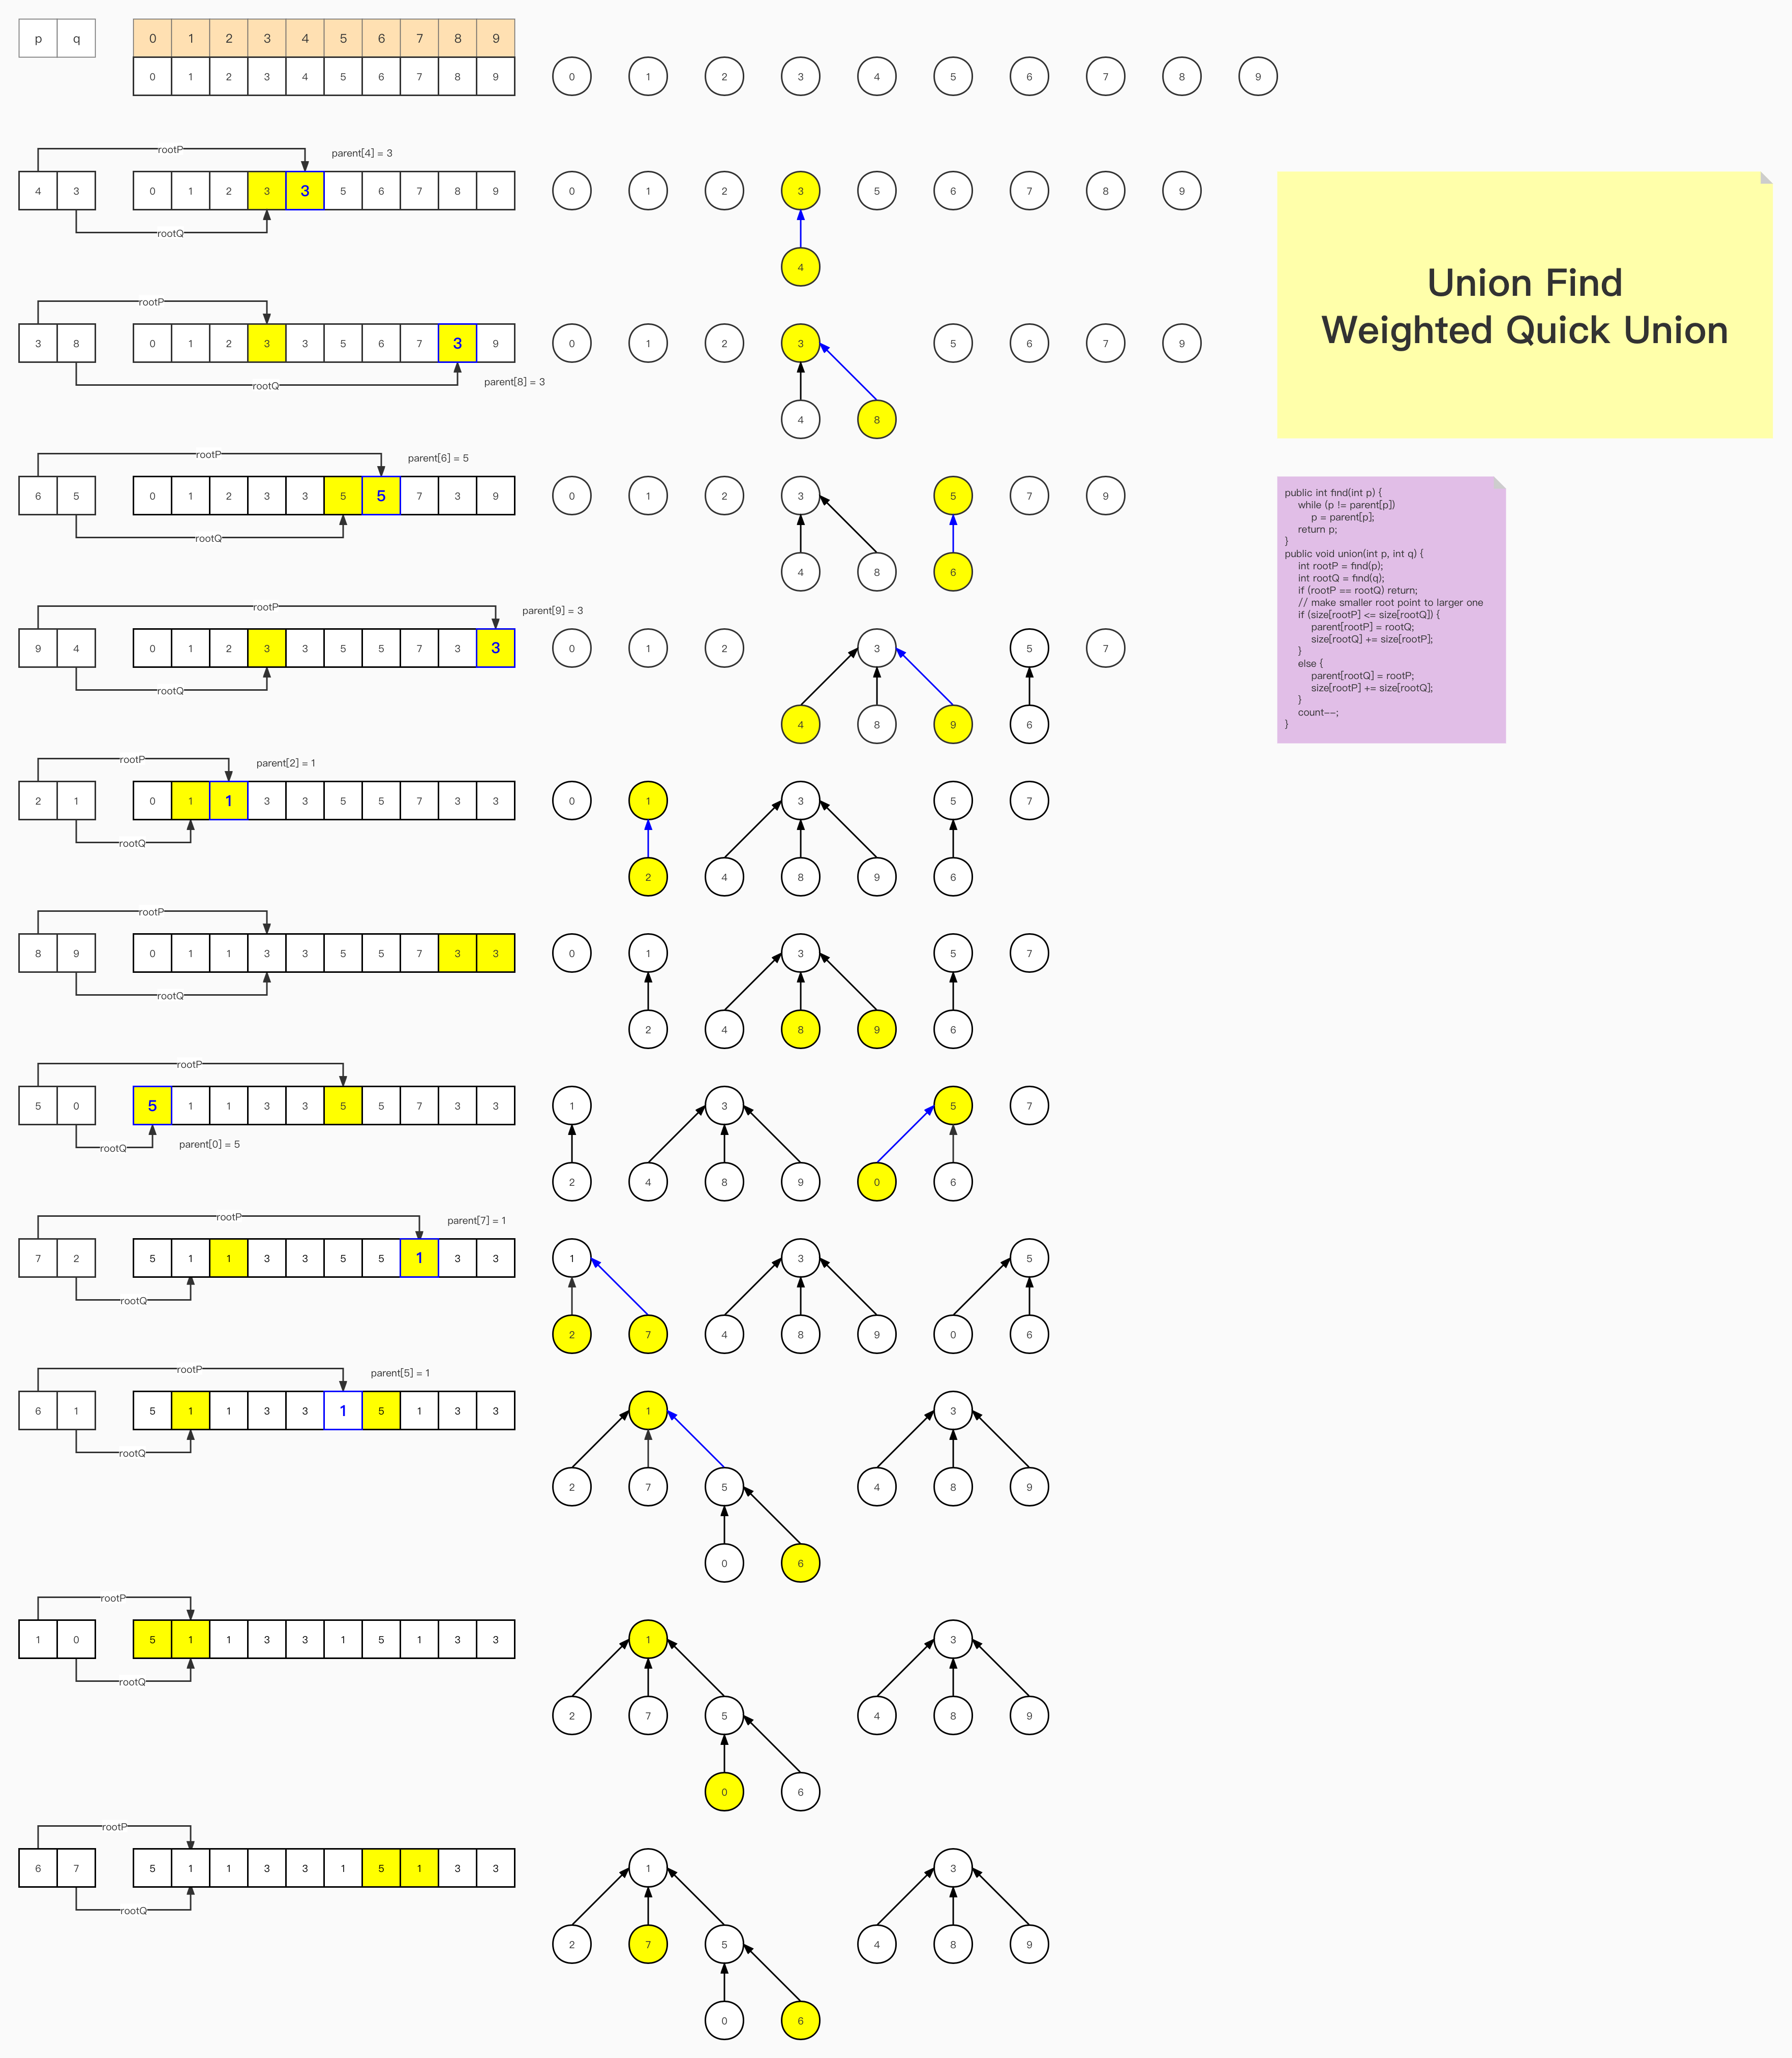 p q 0 1 2 3 4 5 6 7 8 9
0 1 2 3 4 5 6 7 8 9 0 1 2 3 4 5 6 7 8 9
rootP parent[4] = 3
4 3 0 1 2 3 3 5 6 7 8 9 0 1 2 3 5 6 7 8 9
rootQ
4
Union Find
Weighted Quick Union
rootP
3 8 0 1 2 3 3 5 6 7 3 9 0 1 2 3 5 6 7 9
rootQ parent[8] = 3
4 8
rootP parent[6] = 5
6 5 0 1 2 3 3 5 5 7 3 9 0 1 2 3 5 7 9
rootQ
4 8 6
public int find(int p) {
while (p != parent[p])
p = parent[p];
return p;
}
public void union(int p, int q) {
int rootP = find(p);
int rootQ = find(q);
if (rootP == rootQ) return;
// make smaller root point to larger one
if (size[rootP] <= size[rootQ]) {
parent[rootP] = rootQ;
size[rootQ] += size[rootP];
}
else {
parent[rootQ] = rootP;
size[rootP] += size[rootQ];
}
count--;
}
rootP parent[9] = 3
9 4 0 1 2 3 3 5 5 7 3 3 0 1 2 3 5 7
rootQ
4 8 9 6
rootP parent[2] = 1
2 1 0 1 1 3 3 5 5 7 3 3 0 1 3 5 7
rootQ
2 4 8 9 6
rootP
8 9 0 1 1 3 3 5 5 7 3 3 0 1 3 5 7
rootQ
2 4 8 9 6
rootP
5 0 5 1 1 3 3 5 5 7 3 3 1 3 5 7
rootQ parent[0] = 5
2 4 8 9 0 6
rootP parent[7] = 1
7 2 5 1 1 3 3 5 5 1 3 3 1 3 5
rootQ
2 7 4 8 9 0 6
rootP parent[5] = 1
6 1 5 1 1 3 3 1 5 1 3 3 1 3
rootQ
2 7 5 4 8 9
0 6
rootP
1 0 5 1 1 3 3 1 5 1 3 3 1 3
rootQ
2 7 5 4 8 9
0 6
rootP
6 7 5 1 1 3 3 1 5 1 3 3 1 3
rootQ
2 7 5 4 8 9
0 6